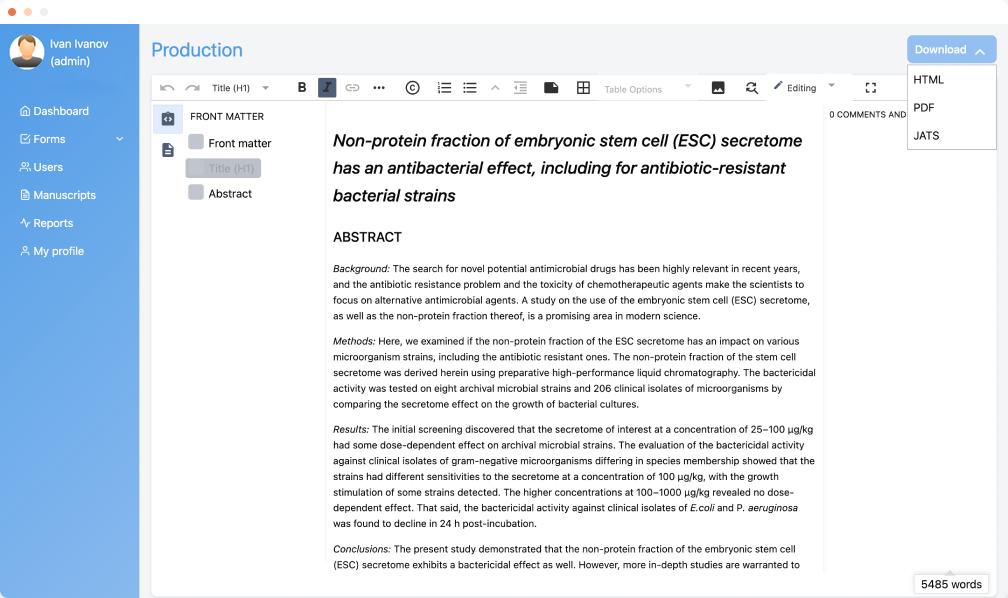 Ivan Ivanov
(admin)
Dashboard
Forms
Users
Manuscripts
Reports
My profile
Production
Download
HTML
PDF
JATS
Title (H1)
B I
Table Options
Editing
FRONT MATTER
Front matter
Title (H1)
Abstract
0 COMMENTS AND
Non-protein fraction of embryonic stem cell (ESC) secretome
has an antibacterial effect, including for antibiotic-resistant
bacterial strains
ABSTRACT
Background: The search for novel potential antimicrobial drugs has been highly relevant in recent years,
and the antibiotic resistance problem and the toxicity of chemotherapeutic agents make the scientists to
focus on alternative antimicrobial agents. A study on the use of the embryonic stem cell (ESC) secretome,
as well as the non-protein fraction thereof, is a promising area in modern science.
Methods: Here, we examined if the non-protein fraction of the ESC secretome has an impact on various
microorganism strains, including the antibiotic resistant ones. The non-protein fraction of the stem cell
secretome was derived herein using preparative high-performance liquid chromatography. The bactericidal
activity was tested on eight archival microbial strains and 206 clinical isolates of microorganisms by
comparing the secretome effect on the growth of bacterial cultures.
Results: The initial screening discovered that the secretome of interest at a concentration of 25–100 μg/kg
had some dose-dependent effect on archival microbial strains. The evaluation of the bactericidal activity
against clinical isolates of gram-negative microorganisms differing in species membership showed that the
strains had different sensitivities to the secretome at a concentration of 100 μg/kg, with the growth
stimulation of some strains detected. The higher concentrations at 100–1000 μg/kg revealed no dose-
dependent effect. That said, the bactericidal activity against clinical isolates of E.coli and P. aeruginosa
was found to decline in 24 h post-incubation.
Conclusions: The present study demonstrated that the non-protein fraction of the embryonic stem cell
(ESC) secretome exhibits a bactericidal effect as well. However, more in-depth studies are warranted to
5485 words